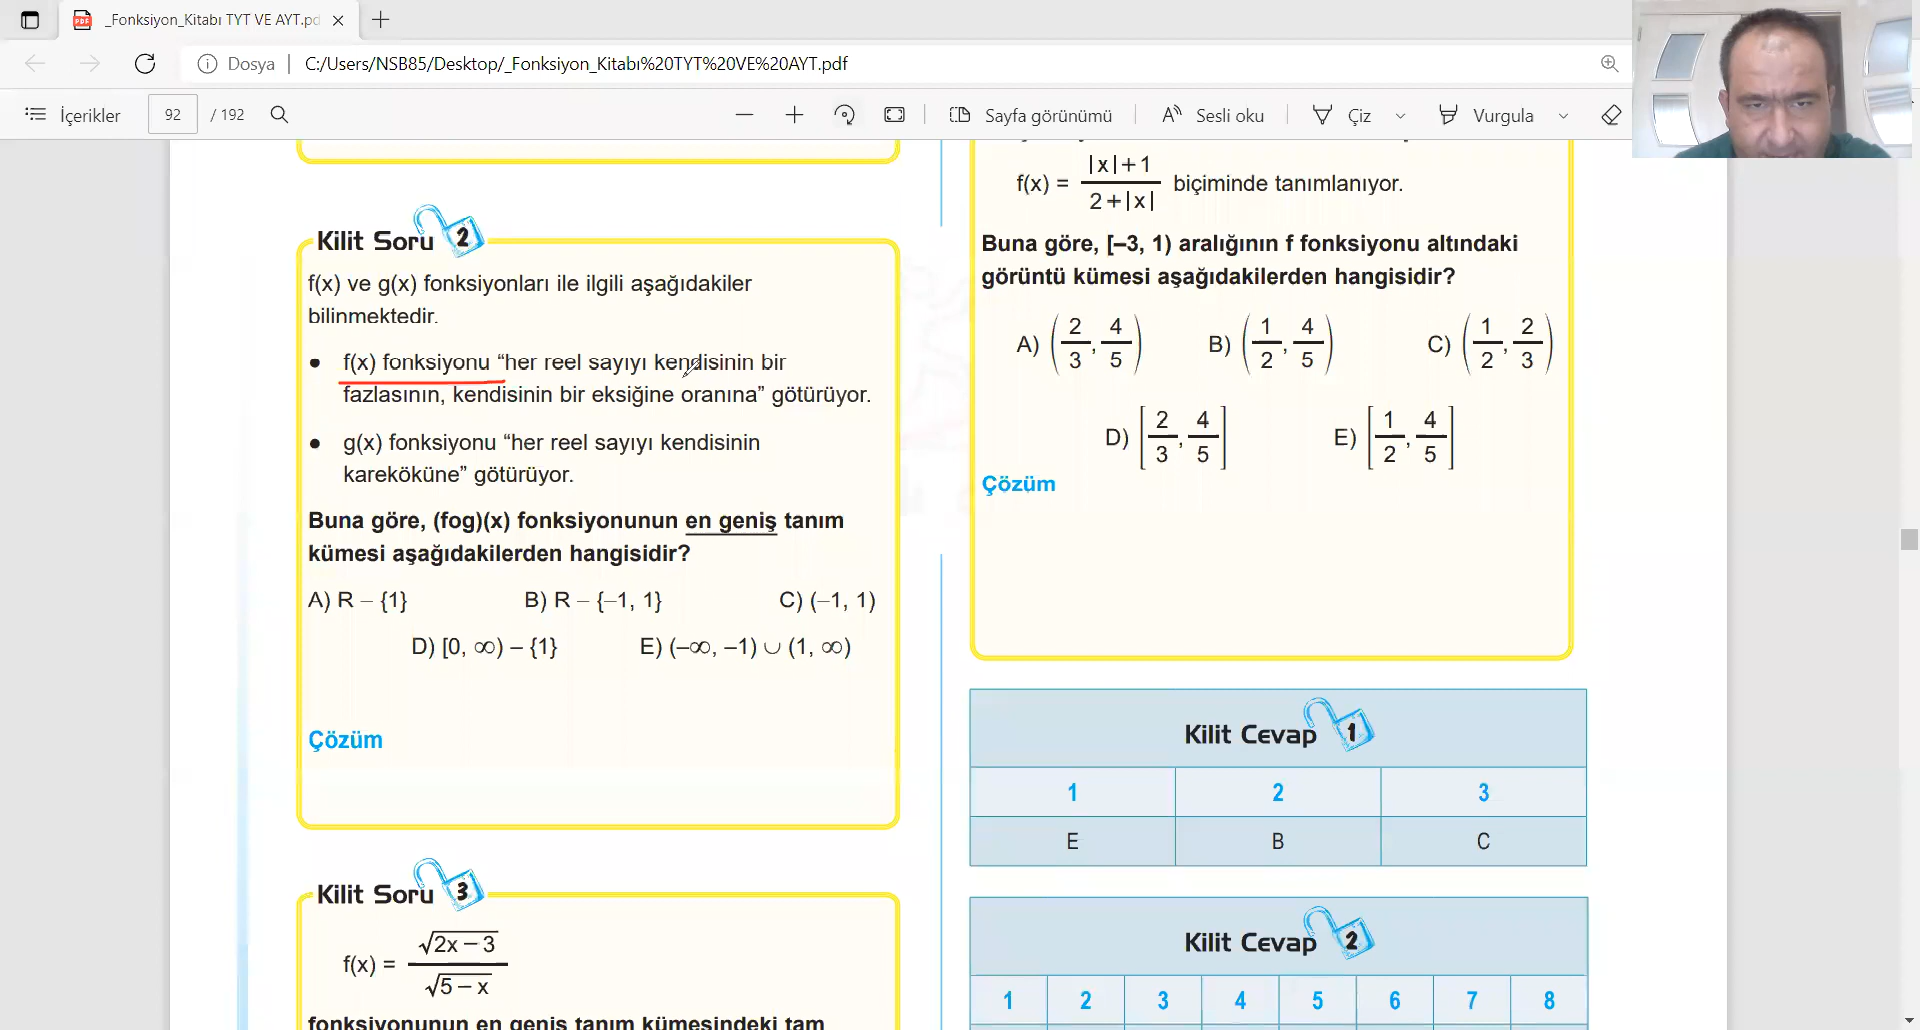 _Fonksiyon_Kitabı TYT VE AYT.pd
Dosya
C:/Users/NSB85/Desktop/_Fonksiyon_Kitabı%20TYT%20VE%20AYT.pdf
İçerikler
92 / 192
Sayfa görünümü
Sesli oku
Çiz
Vurgula
Kilit Soru 2
f(x) ve g(x) fonksiyonları ile ilgili aşağıdakiler
bilinmektedir.
● f(x) fonksiyonu “her reel sayıyı kendisinin bir
fazlasının, kendisinin bir eksiğine oranına” götürüyor.
● g(x) fonksiyonu “her reel sayıyı kendisinin
kareköküne” götürüyor.
Buna göre, (fog)(x) fonksiyonunun en geniş tanım
kümesi aşağıdakilerden hangisidir?
A) R – {1} B) R – {–1, 1} C) (–1, 1)
D) [0, ∞) – {1} E) (–∞, –1) ∪ (1, ∞)
Çözüm
Kilit Soru 3
f(x) = √(2x – 3) / √(5 – x)
fonksiyonunun en geniş tanım kümesindeki tam
f(x) = (|x| + 1) / (2 + |x|) biçiminde tanımlanıyor.
Buna göre, [–3, 1) aralığının f fonksiyonu altındaki
görüntü kümesi aşağıdakilerden hangisidir?
A) (2/3, 4/5) B) (1/2, 4/5) C) (1/2, 2/3)
D) [2/3, 4/5] E) [1/2, 4/5]
Çözüm
Kilit Cevap 1
1 2 3
E B C
Kilit Cevap 2
1 2 3 4 5 6 7 8